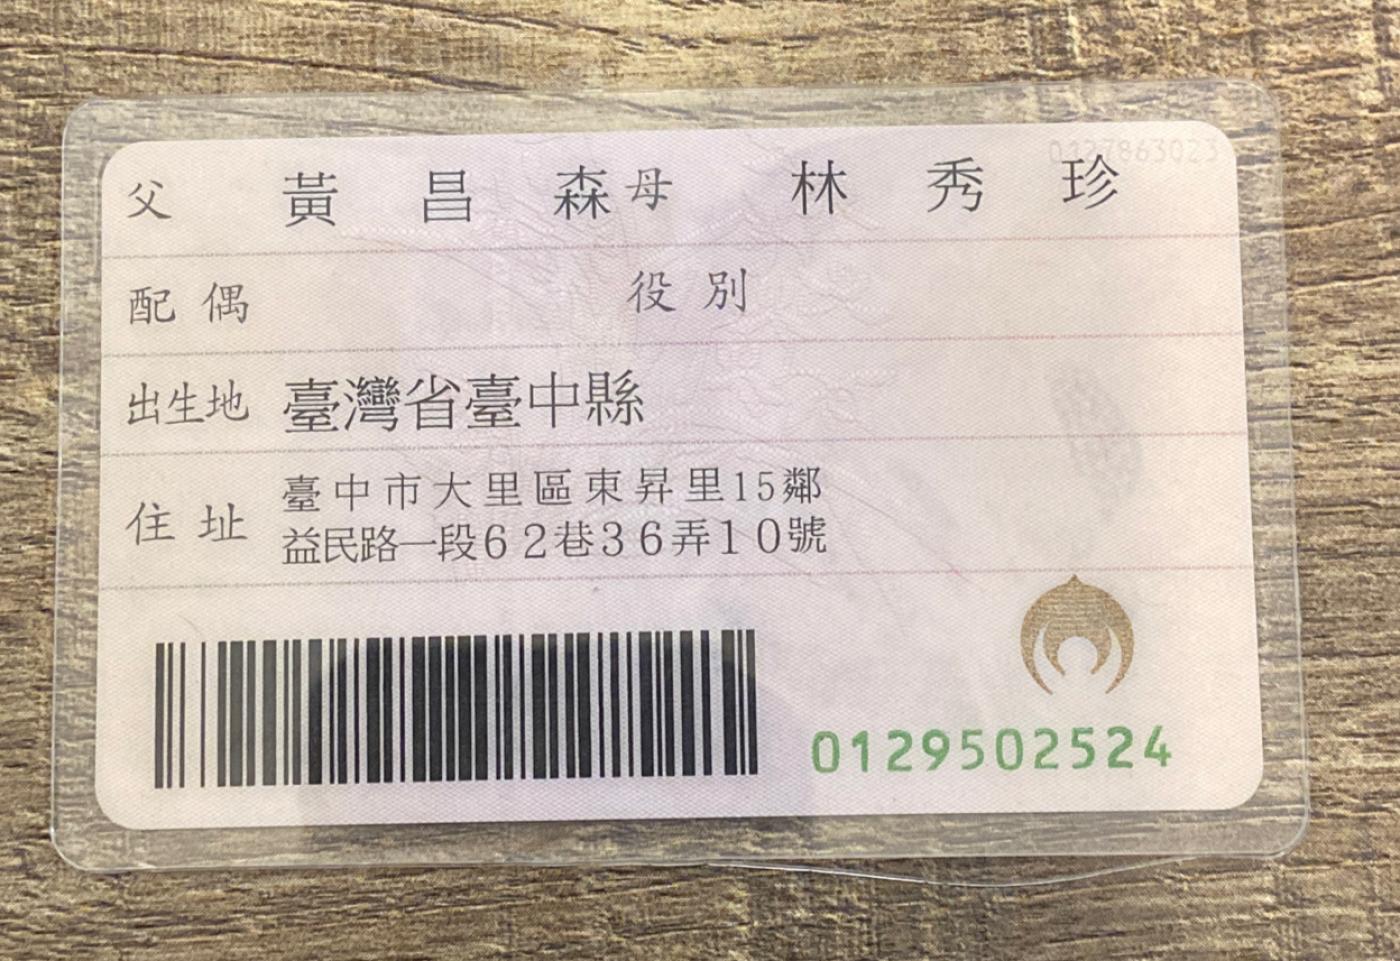 父 黃昌森 母 林秀珍
配偶 役別
出生地 臺灣省臺中縣
住址 臺中市大里區東昇里15鄰
益民路一段62巷36弄10號
0129502524